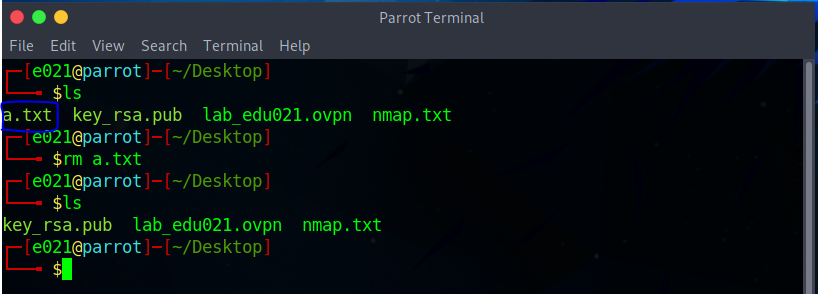 Parrot Terminal
File Edit View Search Terminal Help
┌─[e021@parrot]─[~/Desktop]
└──╼ $ls
a.txt key_rsa.pub lab_edu021.ovpn nmap.txt
┌─[e021@parrot]─[~/Desktop]
└──╼ $rm a.txt
┌─[e021@parrot]─[~/Desktop]
└──╼ $ls
key_rsa.pub lab_edu021.ovpn nmap.txt
┌─[e021@parrot]─[~/Desktop]
└──╼ $